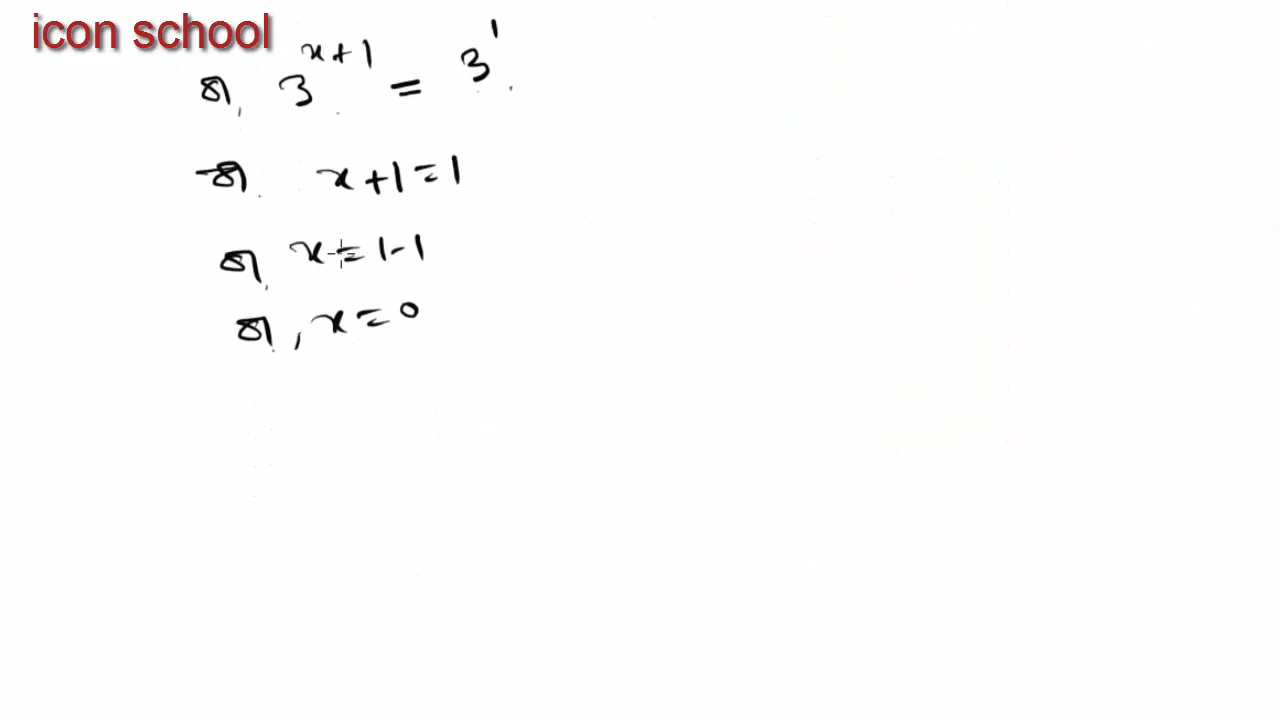 icon school
বা, 3^{x+1} = 3^1
বা x+1=1
বা, x=1-1
বা, x=0